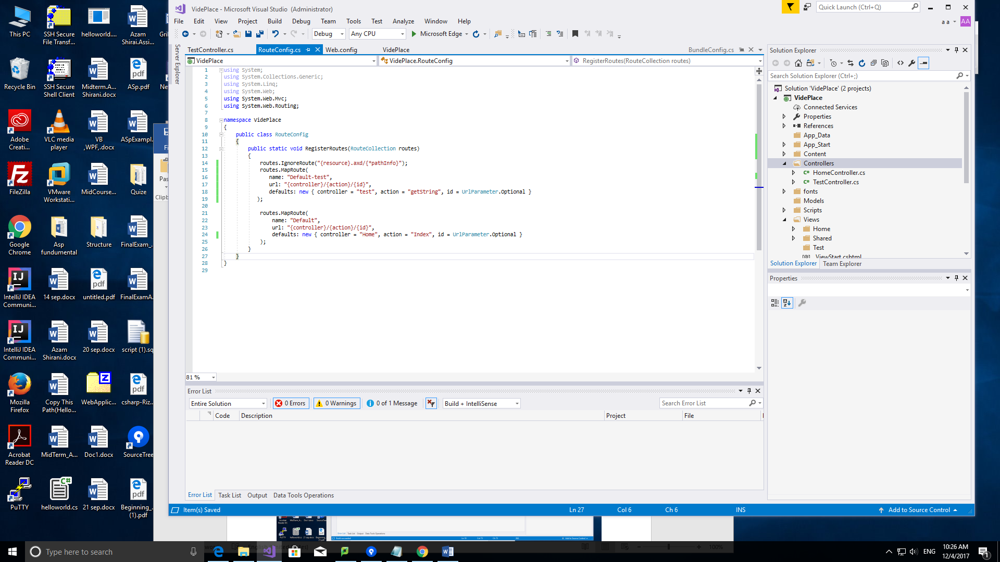 VidePlace - Microsoft Visual Studio (Administrator)
Quick Launch (Ctrl+Q)
File Edit View Project Build Debug Team Tools Test Analyze Window Help
a a
AA
Debug
Any CPU
Microsoft Edge
Server Explorer
TestController.cs
RouteConfig.cs
Web.config
VidePlace
BundleConfig.cs
VidePlace
VidePlace.RouteConfig
RegisterRoutes(RouteCollection routes)
1 using System;
2 using System.Collections.Generic;
3 using System.Linq;
4 using System.Web;
5 using System.Web.Mvc;
6 using System.Web.Routing;
7
8 namespace VidePlace
9 {
10 public class RouteConfig
11 {
12 public static void RegisterRoutes(RouteCollection routes)
13 {
14 routes.IgnoreRoute("{resource}.axd/{*pathInfo}");
15 routes.MapRoute(
16 name: "Default-test",
17 url: "{controller}/{action}/{id}",
18 defaults: new { controller = "test", action = "getString", id = UrlParameter.Optional }
19 );
20
21 routes.MapRoute(
22 name: "Default",
23 url: "{controller}/{action}/{id}",
24 defaults: new { controller = "Home", action = "Index", id = UrlParameter.Optional }
25 );
26 }
27 }
28 }
29
81 %
Error List
Entire Solution
0 Errors
0 Warnings
0 of 1 Message
Build + IntelliSense
Search Error List
Code Description Project File
Error List Task List Output Data Tools Operations
Item(s) Saved
Ln 27 Col 6 Ch 6 INS
Add to Source Control
Solution Explorer
Search Solution Explorer (Ctrl+;)
Solution 'VidePlace' (2 projects)
VidePlace
Connected Services
Properties
References
App_Data
App_Start
Content
Controllers
C# HomeController.cs
C# TestController.cs
fonts
Models
Scripts
Views
Home
Shared
Test
_ViewStart.cshtml
Solution Explorer Team Explorer
Properties
This PC
SSH Secure
File Transf...
helloworld....
Azam
Shirai.Assi...
Recycle Bin
SSH Secure
Shell Client
Midterm.A...
Shirani.docx
ASp.pdf
Adobe
Creati...
VLC media
player
VB
,WPF,.docx
ASpExampl...
FileZilla
VMware
Workstati...
MidCourse...
Quize
Google
Chrome
Asp
fundumental
Structure
FinalExam_...
IntelliJ IDEA
Communi...
14 sep.docx
untitled.pdf
FinalExamA...
IntelliJ IDEA
Communi...
Azam
Shirani.docx
20 sep.docx
script (1).sq
Mozilla
Firefox
Copy This
Path(Hello...
WebApplic...
csharp-Riz...
Acrobat
Reader DC
MidTerm_A...
Doc1.docx
SourceTree
PuTTY
helloworld.cs
21 sep.docx
Beginning_...
(1).pdf
Type here to search
100%
ENG
10:26 AM
12/4/2017
1